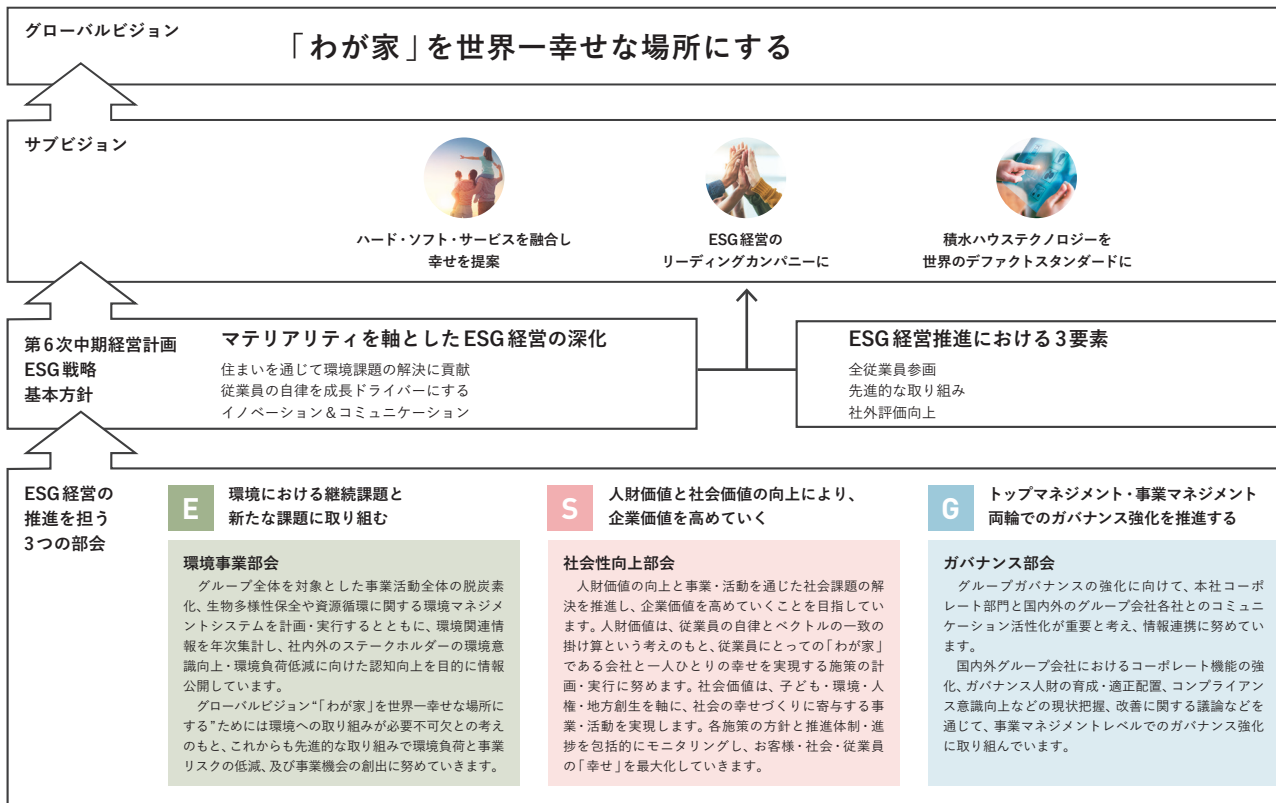 グローバルビジョン
「わが家」を世界一幸せな場所にする
サブビジョン
ハード・ソフト・サービスを融合し
幸せを提案
ESG経営の
リーディングカンパニーに
積水ハウステクノロジーを
世界のデファクトスタンダードに
第6次中期経営計画
ESG戦略
基本方針
マテリアリティを軸としたESG経営の深化
住まいを通じて環境課題の解決に貢献
従業員の自律を成長ドライバーにする
イノベーション&コミュニケーション
ESG経営推進における3要素
全従業員参画
先進的な取り組み
社外評価向上
ESG経営の
推進を担う
3つの部会
E
環境における継続課題と
新たな課題に取り組む
環境事業部会
グループ全体を対象とした事業活動全体の脱炭素
化、生物多様性保全や資源循環に関する環境マネジメ
ントシステムを計画・実行するとともに、環境関連情
報を年次集計し、社内外のステークホルダーの環境意
識向上・環境負荷低減に向けた認知向上を目的に情報
公開しています。
グローバルビジョン“「わが家」を世界一幸せな場所に
する”ためには環境への取り組みが必要不可欠との考え
のもと、これからも先進的な取り組みで環境負荷と事業
リスクの低減、及び事業機会の創出に努めていきます。
S
人財価値と社会価値の向上により、
企業価値を高めていく
社会性向上部会
人財価値の向上と事業・活動を通じた社会課題の解
決を推進し、企業価値を高めていくことを目指してい
ます。人財価値は、従業員の自律とベクトルの一致の
掛け算という考えのもと、従業員にとっての「わが家」
である会社と一人ひとりの幸せを実現する施策の計
画・実行に努めます。社会価値は、子ども・環境・人
権・地方創生を軸に、社会の幸せづくりに寄与する事
業・活動を実現します。各施策の方針と推進体制・進
捗を包括的にモニタリングし、お客様・社会・従業員
の「幸せ」を最大化していきます。
G
トップマネジメント・事業マネジメント
両輪でのガバナンス強化を推進する
ガバナンス部会
グループガバナンスの強化に向けて、本社コーポ
レート部門と国内外のグループ会社各社とのコミュニ
ケーション活性化が重要と考え、情報連携に努めてい
ます。
国内外グループ会社におけるコーポレート機能の強
化、ガバナンス人財の育成・適正配置、コンプライアン
ス意識向上などの現状把握、改善に関する議論などを
通じて、事業マネジメントレベルでのガバナンス強化
に取り組んでいます。